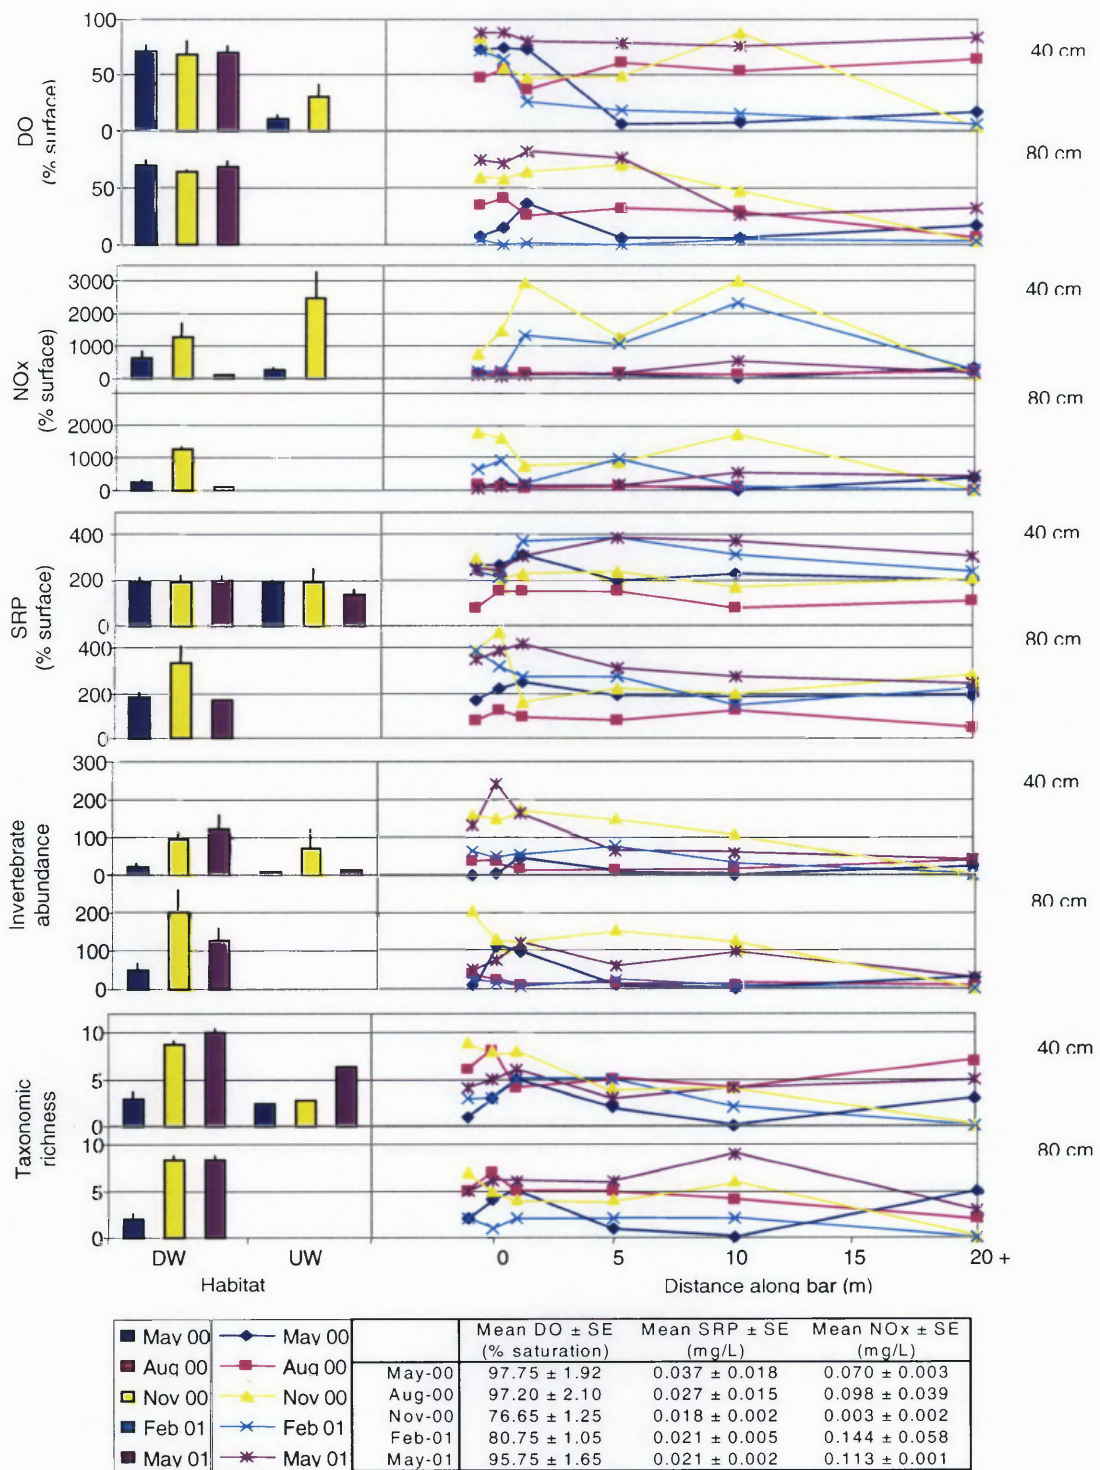 100
50
0
50
0
DO
(% surface)
40 cm
80 cm
3000
2000
1000
0
2000
1000
0
NOx
(% surface)
40 cm
80 cm
400
200
0
400
200
0
SRP
(% surface)
40 cm
80 cm
300
200
100
0
200
100
0
Invertebrate
abundance
40 cm
80 cm
10
5
0
10
5
0
Taxonomic
richness
40 cm
80 cm
DW UW
Habitat
0 5 10 15 20 +
Distance along bar (m)
May 00 May 00
Aug 00 Aug 00
Nov 00 Nov 00
Feb 01 Feb 01
May 01 May 01
Mean DO ± SE Mean SRP ± SE Mean NOx ± SE
(% saturation) (mg/L) (mg/L)
May-00 97.75 ± 1.92 0.037 ± 0.018 0.070 ± 0.003
Aug-00 97.20 ± 2.10 0.027 ± 0.015 0.098 ± 0.039
Nov-00 76.65 ± 1.25 0.018 ± 0.002 0.003 ± 0.002
Feb-01 80.75 ± 1.05 0.021 ± 0.005 0.144 ± 0.058
May-01 95.75 ± 1.65 0.021 ± 0.002 0.113 ± 0.001